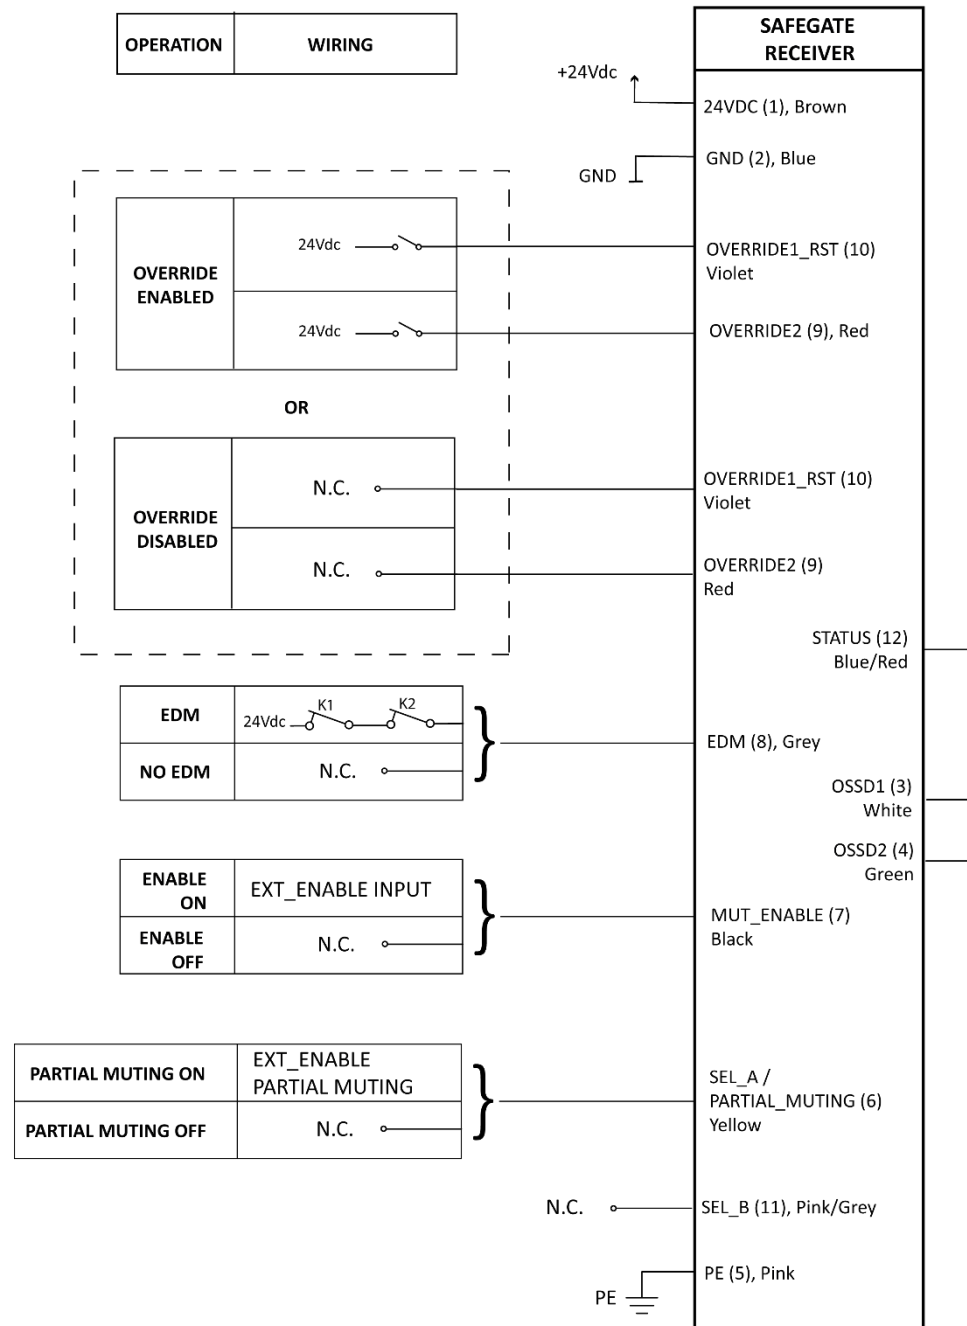 OPERATION
WIRING
SAFEGATE
RECEIVER
+24Vdc
24VDC (1), Brown
GND
GND (2), Blue
OVERRIDE
ENABLED
24Vdc
OVERRIDE1_RST (10)
Violet
24Vdc
OVERRIDE2 (9), Red
OR
OVERRIDE
DISABLED
N.C.
OVERRIDE1_RST (10)
Violet
N.C.
OVERRIDE2 (9)
Red
STATUS (12)
Blue/Red
EDM
24Vdc
K1
K2
NO EDM
N.C.
EDM (8), Grey
OSSD1 (3)
White
OSSD2 (4)
Green
ENABLE
ON
EXT_ENABLE INPUT
ENABLE
OFF
N.C.
MUT_ENABLE (7)
Black
PARTIAL MUTING ON
EXT_ENABLE
PARTIAL MUTING
PARTIAL MUTING OFF
N.C.
SEL_A /
PARTIAL_MUTING (6)
Yellow
N.C.
SEL_B (11), Pink/Grey
PE
PE (5), Pink